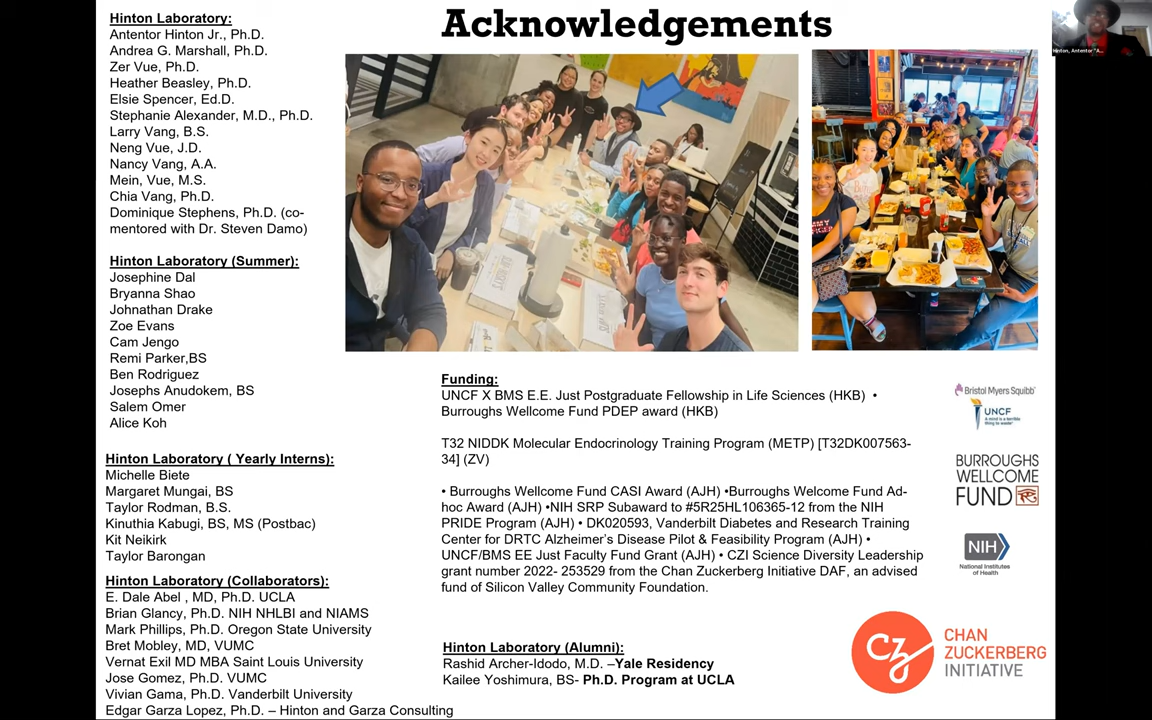 Acknowledgements
Hinton Laboratory:
Antentor Hinton Jr., Ph.D.
Andrea G. Marshall, Ph.D.
Zer Vue, Ph.D.
Heather Beasley, Ph.D.
Elsie Spencer, Ed.D.
Stephanie Alexander, M.D., Ph.D.
Larry Vang, B.S.
Neng Vue, J.D.
Nancy Vang, A.A.
Mein, Vue, M.S.
Chia Vang, Ph.D.
Dominique Stephens, Ph.D. (co-
mentored with Dr. Steven Damo)
Hinton Laboratory (Summer):
Josephine Dal
Bryanna Shao
Johnathan Drake
Zoe Evans
Cam Jengo
Remi Parker,BS
Ben Rodriguez
Josephs Anudokem, BS
Salem Omer
Alice Koh
Hinton Laboratory ( Yearly Interns):
Michelle Biete
Margaret Mungai, BS
Taylor Rodman, B.S.
Kinuthia Kabugi, BS, MS (Postbac)
Kit Neikirk
Taylor Barongan
Hinton Laboratory (Collaborators):
E. Dale Abel , MD, Ph.D. UCLA
Brian Glancy, Ph.D. NIH NHLBI and NIAMS
Mark Phillips, Ph.D. Oregon State University
Bret Mobley, MD, VUMC
Vernat Exil MD MBA Saint Louis University
Jose Gomez, Ph.D. VUMC
Vivian Gama, Ph.D. Vanderbilt University
Edgar Garza Lopez, Ph.D. – Hinton and Garza Consulting
Funding:
UNCF X BMS E.E. Just Postgraduate Fellowship in Life Sciences (HKB) •
Burroughs Wellcome Fund PDEP award (HKB)
T32 NIDDK Molecular Endocrinology Training Program (METP) [T32DK007563-
34] (ZV)
• Burroughs Wellcome Fund CASI Award (AJH) •Burroughs Welcome Fund Ad-
hoc Award (AJH) •NIH SRP Subaward to #5R25HL106365-12 from the NIH
PRIDE Program (AJH) • DK020593, Vanderbilt Diabetes and Research Training
Center for DRTC Alzheimer's Disease Pilot & Feasibility Program (AJH) •
UNCF/BMS EE Just Faculty Fund Grant (AJH) • CZI Science Diversity Leadership
grant number 2022- 253529 from the Chan Zuckerberg Initiative DAF, an advised
fund of Silicon Valley Community Foundation.
Hinton Laboratory (Alumni):
Rashid Archer-Idodo, M.D. –Yale Residency
Kailee Yoshimura, BS- Ph.D. Program at UCLA
Bristol Myers Squibb
UNCF
A mind is a terrible
thing to waste
BURROUGHS
WELLCOME
FUND
NIH
National Institutes
of Health
CZ
CHAN
ZUCKERBERG
INITIATIVE
Hinton, Antentor "A...